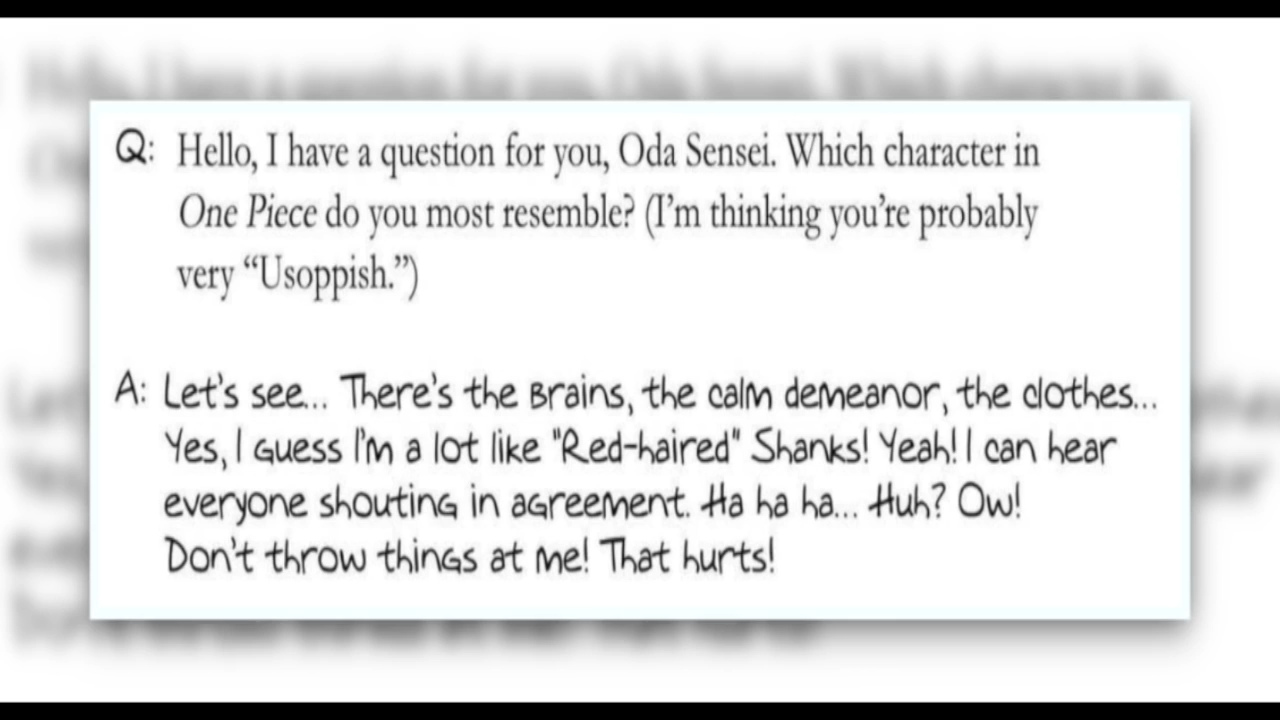 Q: Hello, I have a question for you, Oda Sensei. Which character in
One Piece do you most resemble? (I'm thinking you're probably
very “Usoppish.”)
A: Let's see... There's the Brains, the calm demeanor, the clothes...
Yes, I Guess I'm a lot like "Red-haired" Shanks! Yeah! I can hear
everyone shouting in agreement. Ha ha ha... Huh? Ow!
Don't throw things at me! That hurts!